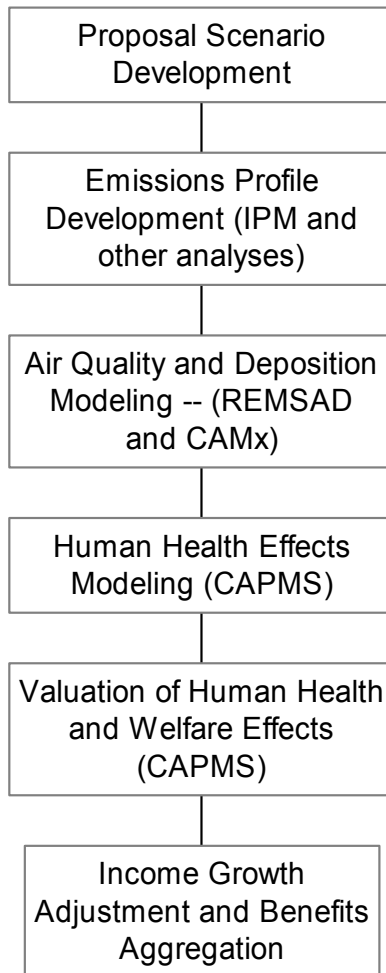 Proposal Scenario
Development
Emissions Profile
Development (IPM and
other analyses)
Air Quality and Deposition
Modeling -- (REMSAD
and CAMx)
Human Health Effects
Modeling (CAPMS)
Valuation of Human Health
and Welfare Effects
(CAPMS)
Income Growth
Adjustment and Benefits
Aggregation